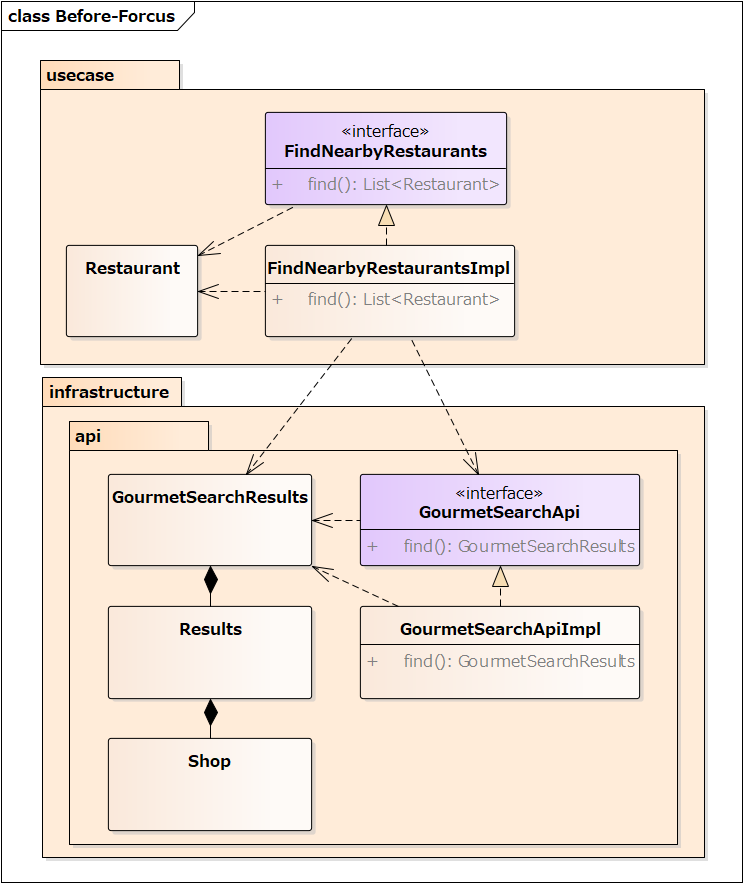 class Before-Forcus
usecase
«interface»
FindNearbyRestaurants
+ find(): List<Restaurant>
Restaurant
FindNearbyRestaurantsImpl
+ find(): List<Restaurant>
infrastructure
api
GourmetSearchResults
«interface»
GourmetSearchApi
+ find(): GourmetSearchResults
Results
GourmetSearchApiImpl
+ find(): GourmetSearchResults
Shop